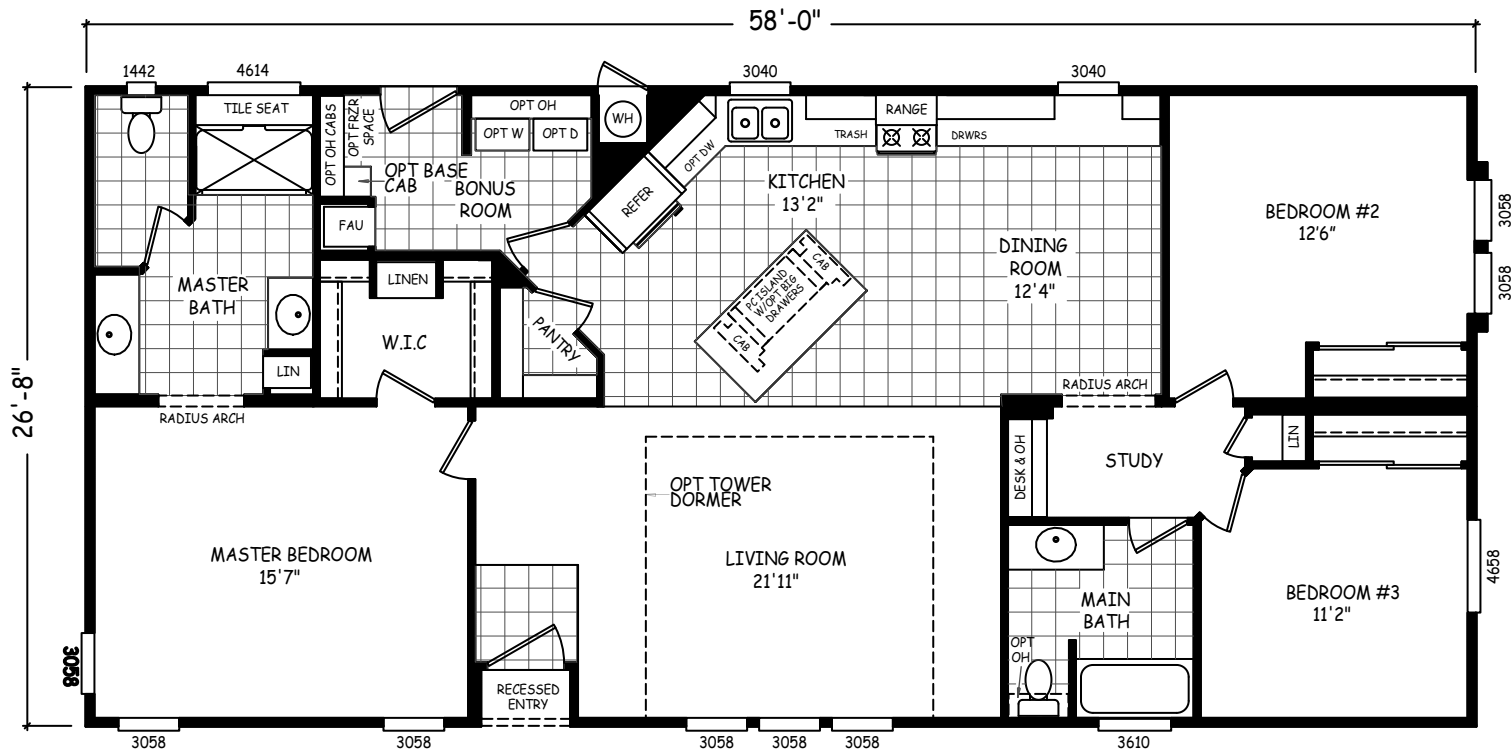 58'-0"
1442
4614
3040
3040
TILE SEAT
OPT OH CABS
OPT FRZR
SPACE
OPT OH
OPT W
OPT D
WH
RANGE
TRASH
DRWRS
OPT DW
REFER
OPT BASE
CAB
BONUS
ROOM
FAU
KITCHEN
13'2"
BEDROOM #2
12'6"
3058
3058
DINING
ROOM
12'4"
CAB
PC ISLAND
W/OPT BIG
DRAWERS
CAB
MASTER
BATH
LINEN
W.I.C
PANTRY
LIN
RADIUS ARCH
RADIUS ARCH
26'-8"
DESK & OH
STUDY
LIN
OPT TOWER
DORMER
MASTER BEDROOM
15'7"
LIVING ROOM
21'11"
MAIN
BATH
OPT
OH
BEDROOM #3
11'2"
4658
3058
RECESSED
ENTRY
3058
3058
3058
3058
3058
3610